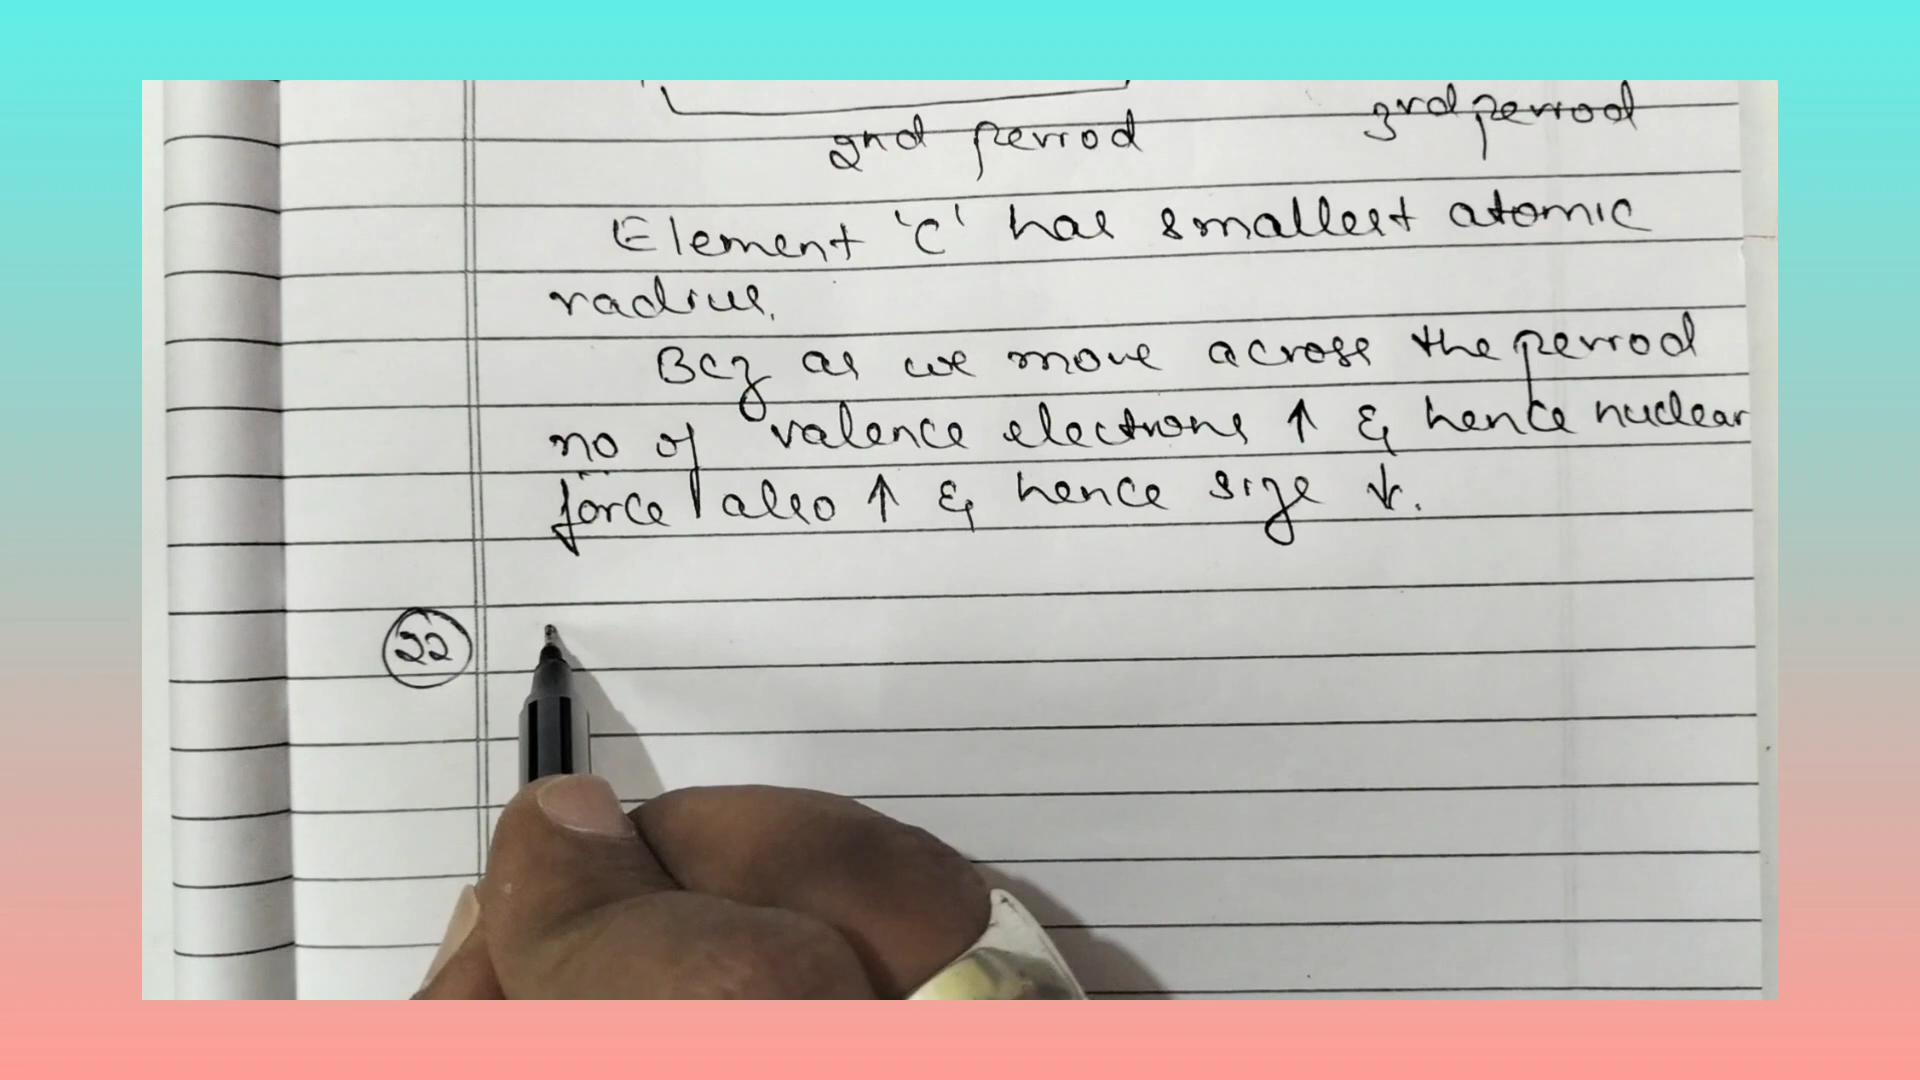 2nd period 3rd period
Element 'C' has smallest atomic
radius.
Bcz as we move across the period
no of valence electrons ↑ & hence nuclear
force also ↑ & hence size ↓.
22